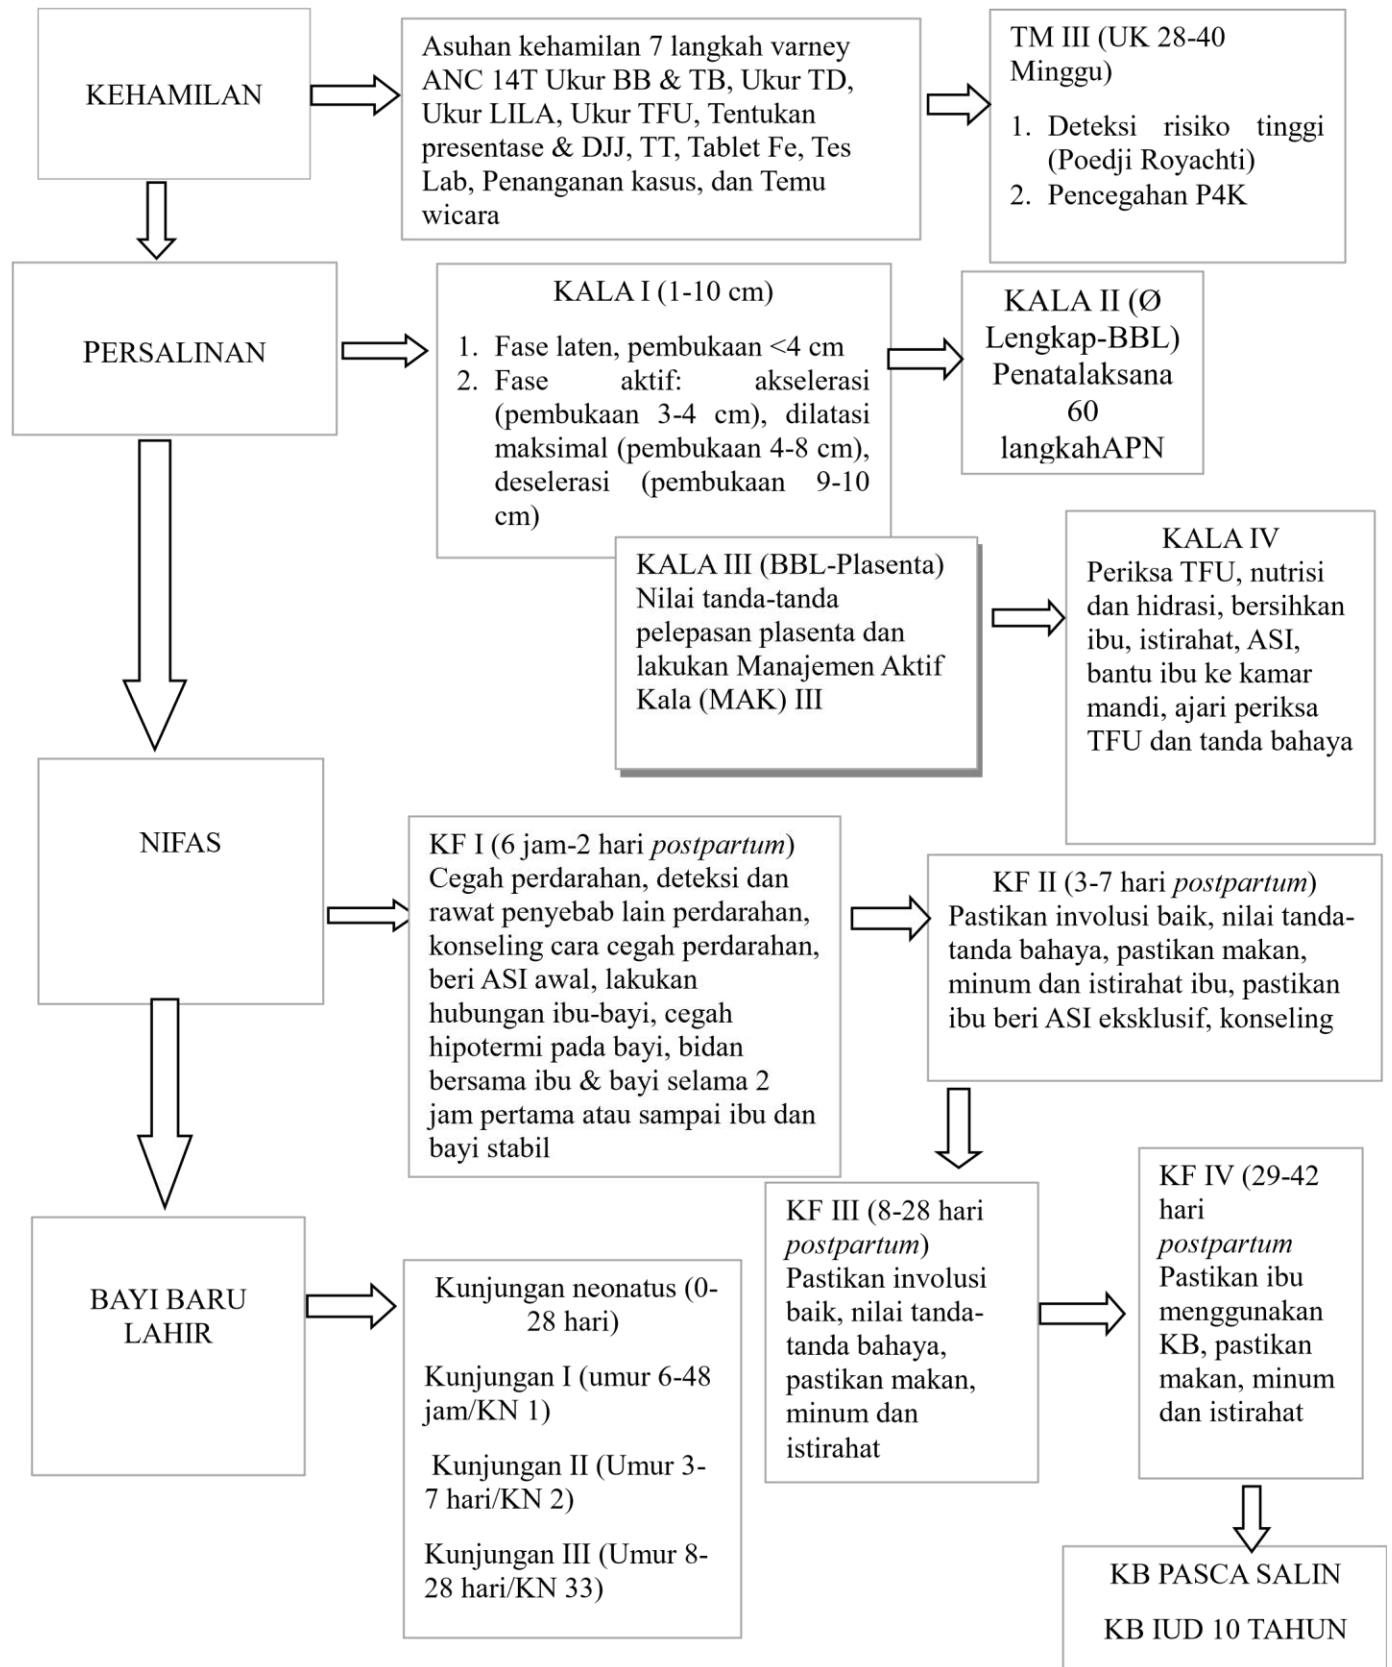 KEHAMILAN
Asuhan kehamilan 7 langkah varney
ANC 14T Ukur BB & TB, Ukur TD,
Ukur LILA, Ukur TFU, Tentukan
presentase & DJJ, TT, Tablet Fe, Tes
Lab, Penanganan kasus, dan Temu
wicara
TM III (UK 28-40
Minggu)
1. Deteksi risiko tinggi
(Poedji Royachti)
2. Pencegahan P4K
PERSALINAN
KALA I (1-10 cm)
1. Fase laten, pembukaan <4 cm
2. Fase aktif: akselerasi
(pembukaan 3-4 cm), dilatasi
maksimal (pembukaan 4-8 cm),
deselerasi (pembukaan 9-10
cm)
KALA II (Ø
Lengkap-BBL)
Penatalaksana
60
langkahAPN
KALA III (BBL-Plasenta)
Nilai tanda-tanda
pelepasan plasenta dan
lakukan Manajemen Aktif
Kala (MAK) III
KALA IV
Periksa TFU, nutrisi
dan hidrasi, bersihkan
ibu, istirahat, ASI,
bantu ibu ke kamar
mandi, ajari periksa
TFU dan tanda bahaya
NIFAS
KF I (6 jam-2 hari postpartum)
Cegah perdarahan, deteksi dan
rawat penyebab lain perdarahan,
konseling cara cegah perdarahan,
beri ASI awal, lakukan
hubungan ibu-bayi, cegah
hipotermi pada bayi, bidan
bersama ibu & bayi selama 2
jam pertama atau sampai ibu dan
bayi stabil
KF II (3-7 hari postpartum)
Pastikan involusi baik, nilai tanda-
tanda bahaya, pastikan makan,
minum dan istirahat ibu, pastikan
ibu beri ASI eksklusif, konseling
KF III (8-28 hari
postpartum)
Pastikan involusi
baik, nilai tanda-
tanda bahaya,
pastikan makan,
minum dan
istirahat
KF IV (29-42
hari
postpartum
Pastikan ibu
menggunakan
KB, pastikan
makan, minum
dan istirahat
BAYI BARU
LAHIR
Kunjungan neonatus (0-
28 hari)
Kunjungan I (umur 6-48
jam/KN 1)
Kunjungan II (Umur 3-
7 hari/KN 2)
Kunjungan III (Umur 8-
28 hari/KN 33)
KB PASCA SALIN
KB IUD 10 TAHUN